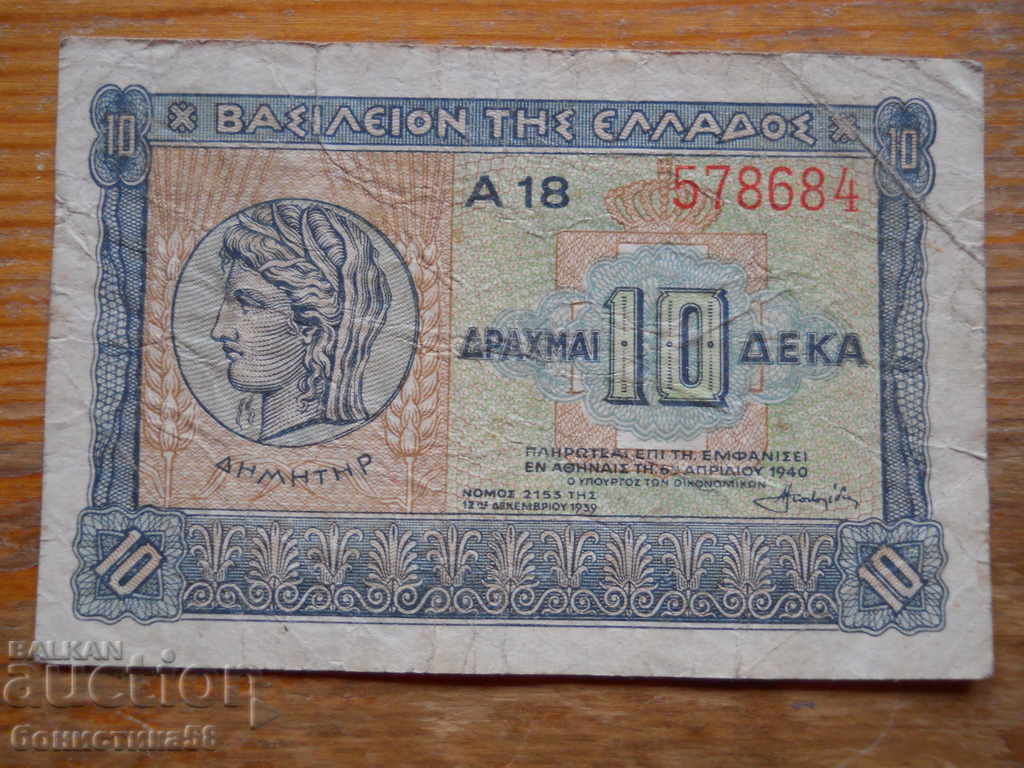 10 ※ ΒΑΣΙΛΕΙΟΝ ΤΗΣ ΕΛΛΑΔΟΣ ※ 10
Α 18 578684
ΔΡΑΧΜΑΙ 10 ΔΕΚΑ
ΔΗΜΗΤΗΡ
ΠΛΗΡΩΤΕΑΙ ΕΠΙ ΤΗ ΕΜΦΑΝΙΣΕΙ
ΕΝ ΑΘΗΝΑΙΣ ΤΗ 6Η ΑΠΡΙΛΙΟΥ 1940
Ο ΥΠΟΥΡΓΟΣ ΤΩΝ ΟΙΚΟΝΟΜΙΚΩΝ
ΝΟΜΟΣ 2153 ΤΗΣ
12ΗΣ ΔΕΚΕΜΒΡΙΟΥ 1939
10 10
BALKAN
auction
бонистика58